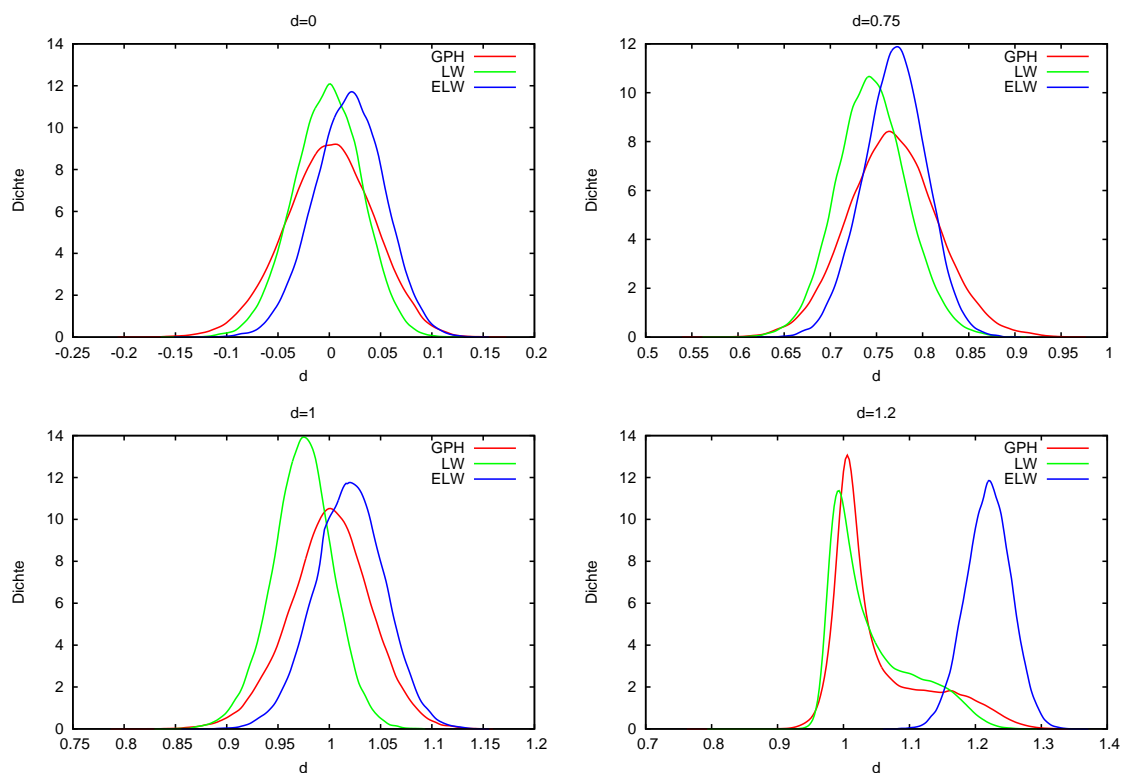 d=0
14
12
10
8
6
4
2
0
Dichte
-0.25 -0.2 -0.15 -0.1 -0.05 0 0.05 0.1 0.15 0.2
d
GPH
LW
ELW
d=0.75
12
10
8
6
4
2
0
Dichte
0.5 0.55 0.6 0.65 0.7 0.75 0.8 0.85 0.9 0.95 1
d
GPH
LW
ELW
d=1
14
12
10
8
6
4
2
0
Dichte
0.75 0.8 0.85 0.9 0.95 1 1.05 1.1 1.15 1.2
d
GPH
LW
ELW
d=1.2
14
12
10
8
6
4
2
0
Dichte
0.7 0.8 0.9 1 1.1 1.2 1.3 1.4
d
GPH
LW
ELW